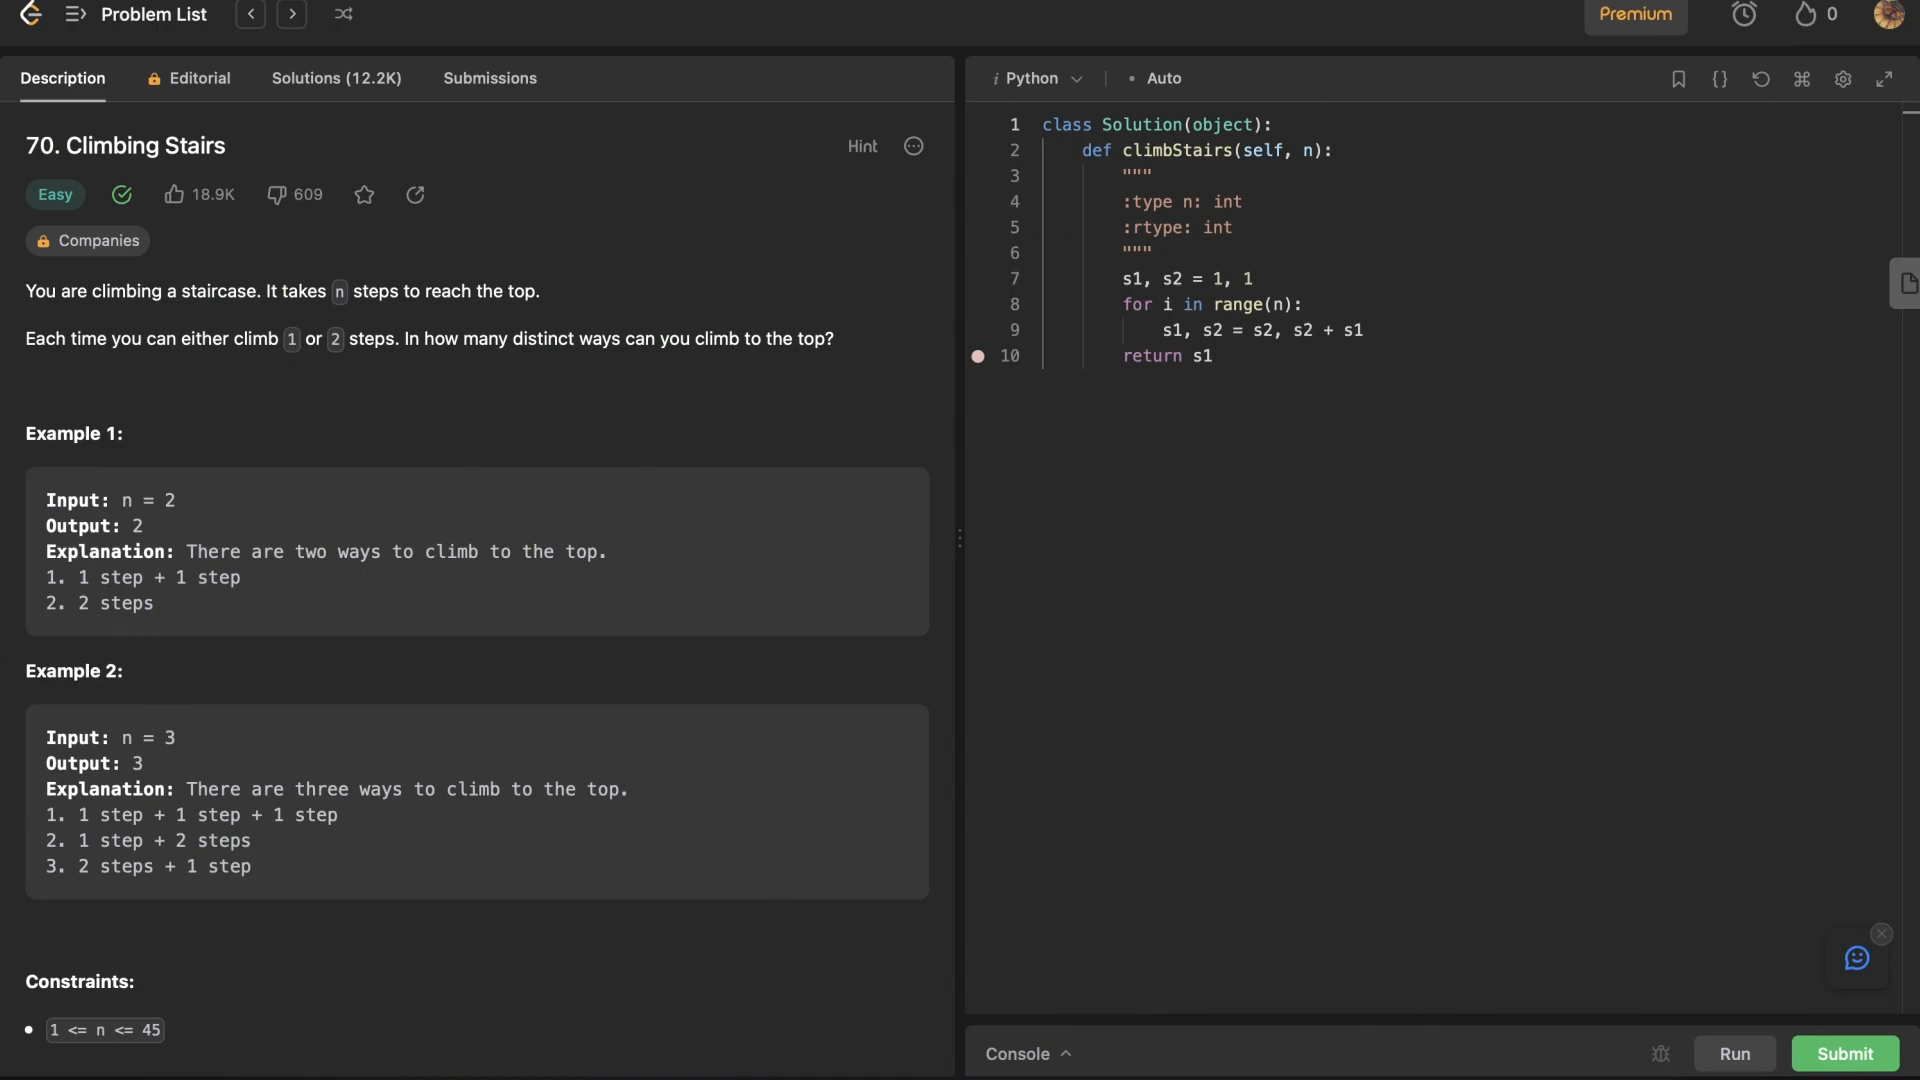 Problem List
Premium
0
Description
Editorial
Solutions (12.2K)
Submissions
70. Climbing Stairs
Hint
Easy
18.9K
609
Companies
You are climbing a staircase. It takes n steps to reach the top.
Each time you can either climb 1 or 2 steps. In how many distinct ways can you climb to the top?
Example 1:
Input: n = 2
Output: 2
Explanation: There are two ways to climb to the top.
1. 1 step + 1 step
2. 2 steps
Example 2:
Input: n = 3
Output: 3
Explanation: There are three ways to climb to the top.
1. 1 step + 1 step + 1 step
2. 1 step + 2 steps
3. 2 steps + 1 step
Constraints:
• 1 <= n <= 45
i Python
• Auto
1 class Solution(object):
2 def climbStairs(self, n):
3 """
4 :type n: int
5 :rtype: int
6 """
7 s1, s2 = 1, 1
8 for i in range(n):
9 s1, s2 = s2, s2 + s1
10 return s1
Console
Run
Submit